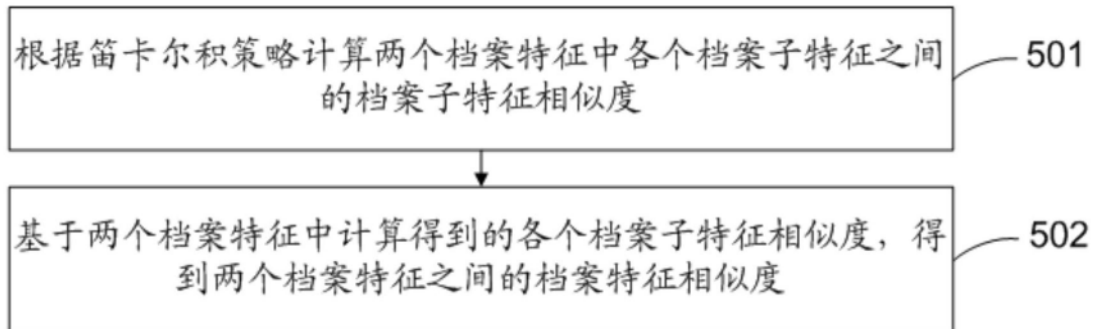 根据笛卡尔积策略计算两个档案特征中各个档案子特征之间
的档案子特征相似度
501
基于两个档案特征中计算得到的各个档案子特征相似度，得
到两个档案特征之间的档案特征相似度
502